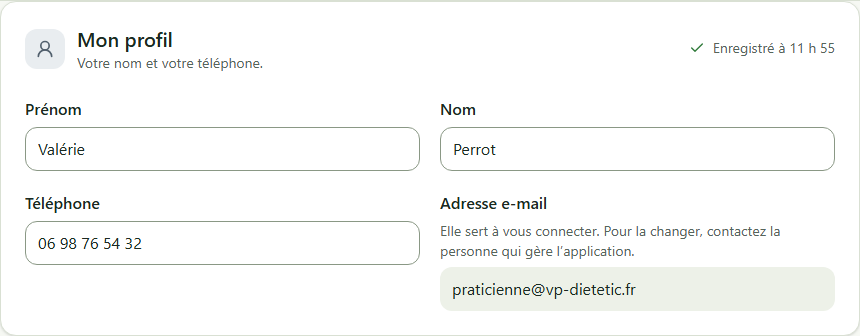 Mon profil
Votre nom et votre téléphone.
Enregistré à 11 h 55
Prénom
Nom
Valérie
Perrot
Téléphone
Adresse e-mail
Elle sert à vous connecter. Pour la changer, contactez la
personne qui gère l’application.
06 98 76 54 32
praticienne@vp-dietetic.fr